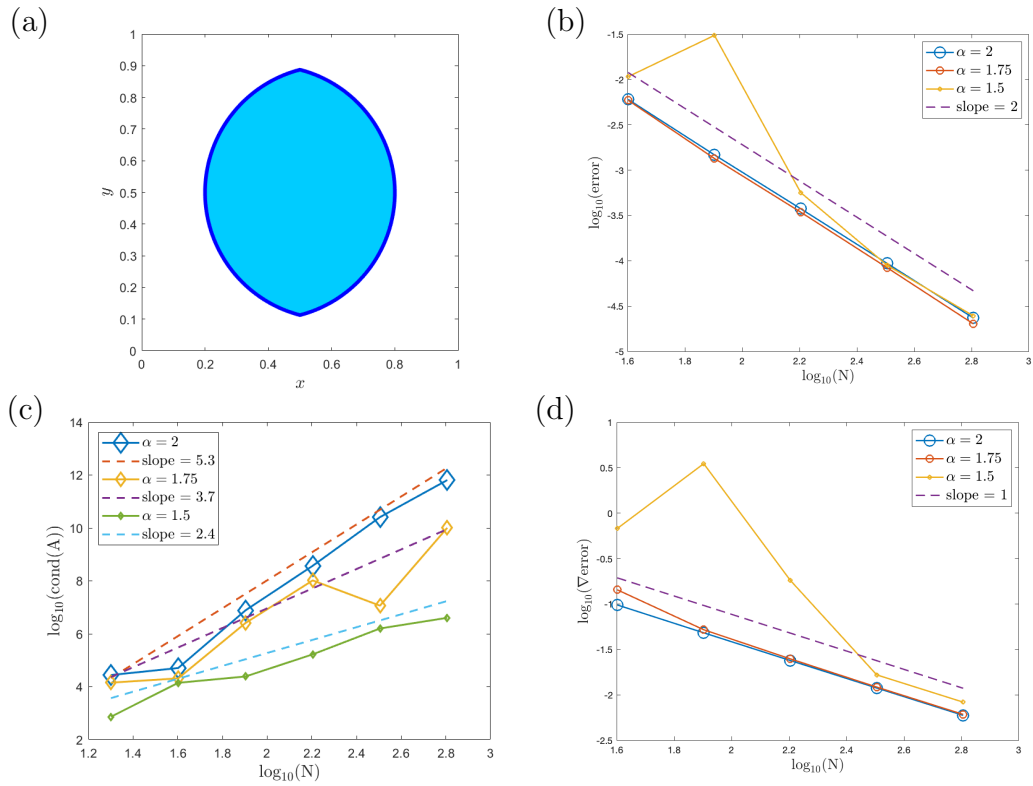 (a)
1
0.9
0.8
0.7
0.6
0.5
0.4
0.3
0.2
0.1
0
y
0 0.2 0.4 0.6 0.8 1
x
(b)
-1.5
-2
-2.5
-3
-3.5
-4
-4.5
-5
log₁₀(error)
α = 2
α = 1.75
α = 1.5
slope = 2
1.6 1.8 2 2.2 2.4 2.6 2.8 3
log₁₀(N)
(c)
14
12
10
8
6
4
2
log₁₀(cond(A))
α = 2
slope = 5.3
α = 1.75
slope = 3.7
α = 1.5
slope = 2.4
1.2 1.4 1.6 1.8 2 2.2 2.4 2.6 2.8 3
log₁₀(N)
(d)
1
0.5
0
-0.5
-1
-1.5
-2
-2.5
log₁₀(∇error)
α = 2
α = 1.75
α = 1.5
slope = 1
1.6 1.8 2 2.2 2.4 2.6 2.8 3
log₁₀(N)